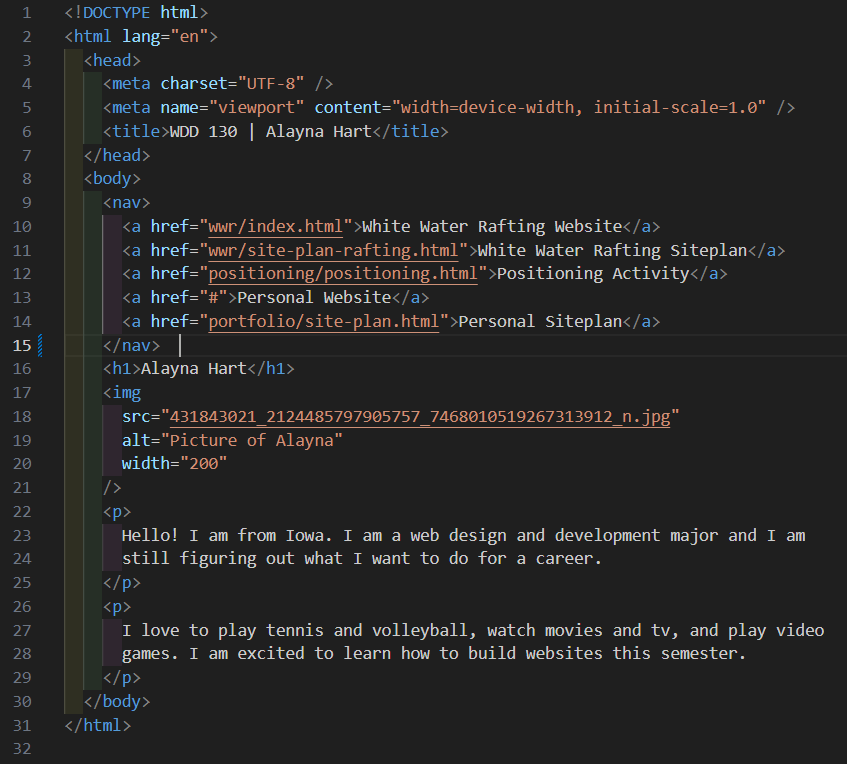 1 <!DOCTYPE html>
2 <html lang="en">
3 <head>
4 <meta charset="UTF-8" />
5 <meta name="viewport" content="width=device-width, initial-scale=1.0" />
6 <title>WDD 130 | Alayna Hart</title>
7 </head>
8 <body>
9 <nav>
10 <a href="wwr/index.html">White Water Rafting Website</a>
11 <a href="wwr/site-plan-rafting.html">White Water Rafting Siteplan</a>
12 <a href="positioning/positioning.html">Positioning Activity</a>
13 <a href="#">Personal Website</a>
14 <a href="portfolio/site-plan.html">Personal Siteplan</a>
15 </nav>
16 <h1>Alayna Hart</h1>
17 <img
18 src="431843021_2124485797905757_7468010519267313912_n.jpg"
19 alt="Picture of Alayna"
20 width="200"
21 />
22 <p>
23 Hello! I am from Iowa. I am a web design and development major and I am
24 still figuring out what I want to do for a career.
25 </p>
26 <p>
27 I love to play tennis and volleyball, watch movies and tv, and play video
28 games. I am excited to learn how to build websites this semester.
29 </p>
30 </body>
31 </html>
32